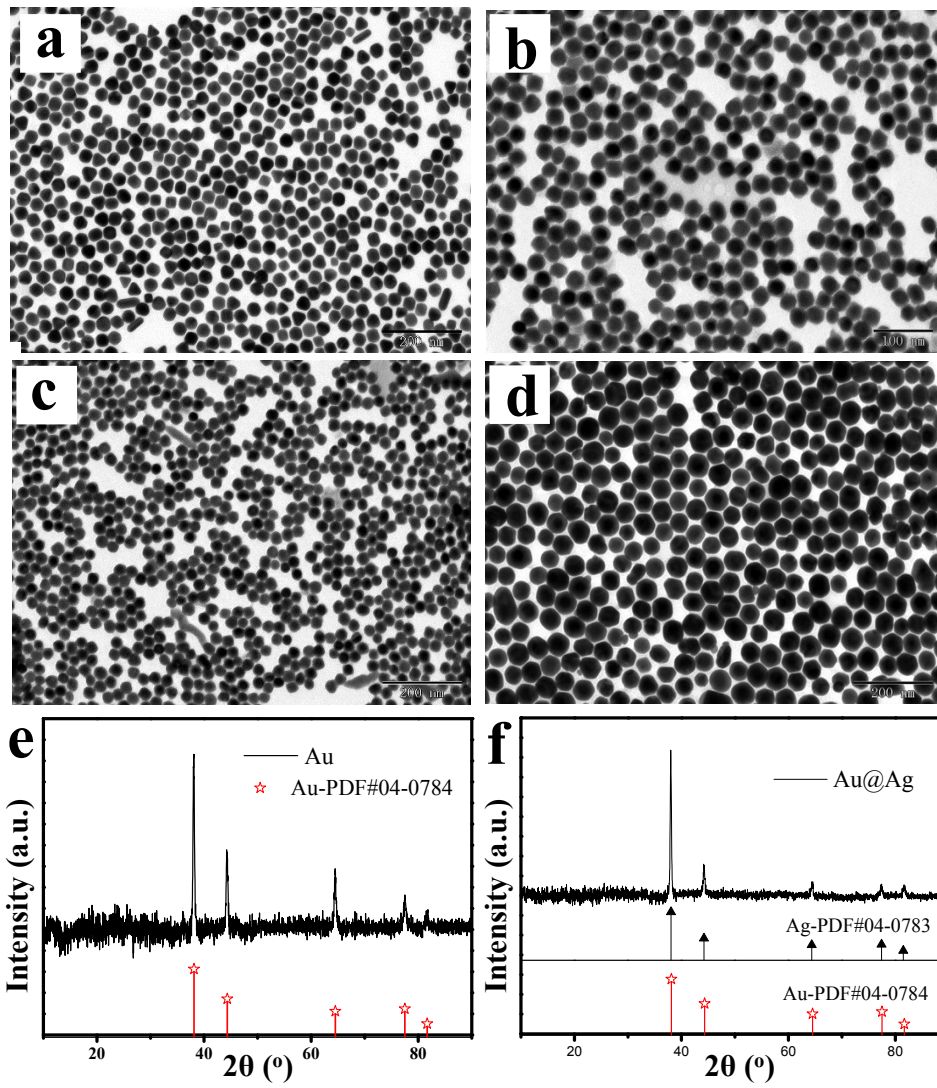 a
b
200 nm
100 nm
c
d
200 nm
200 nm
e
Au
Au-PDF#04-0784
Intensity (a.u.)
20 40 60 80
2θ (°)
f
Au@Ag
Ag-PDF#04-0783
Au-PDF#04-0784
Intensity (a.u.)
20 40 60 80
2θ (°)